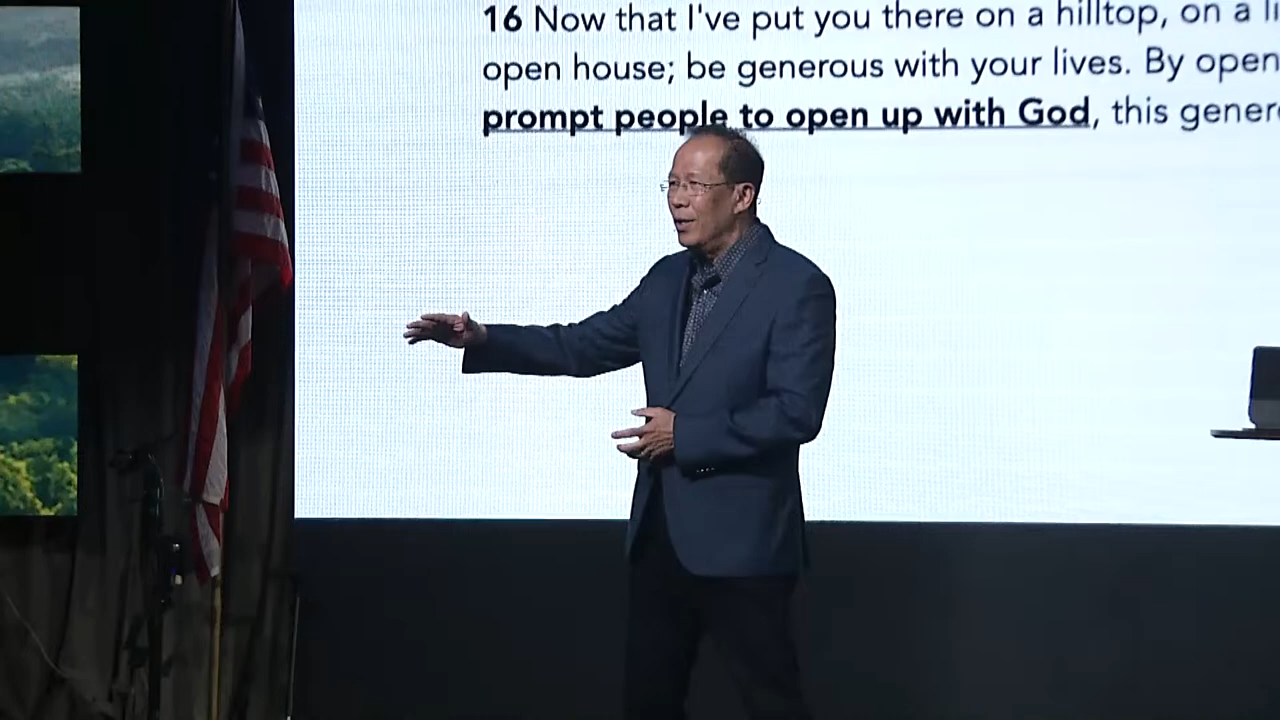 16 Now that I've put you there on a hilltop, on a
open house; be generous with your lives. By open
prompt people to open up with God, this